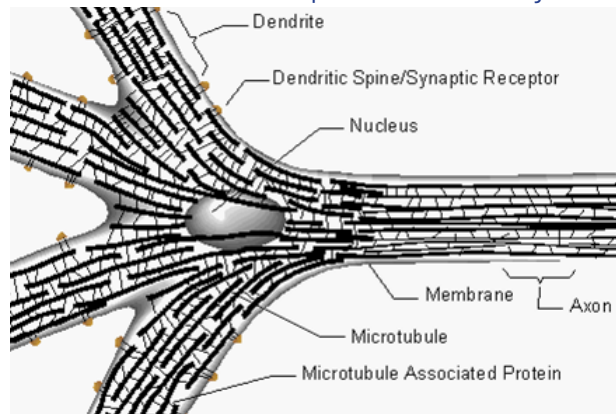 Dendrite
Dendritic Spine/Synaptic Receptor
Nucleus
Membrane
Axon
Microtubule
Microtubule Associated Protein